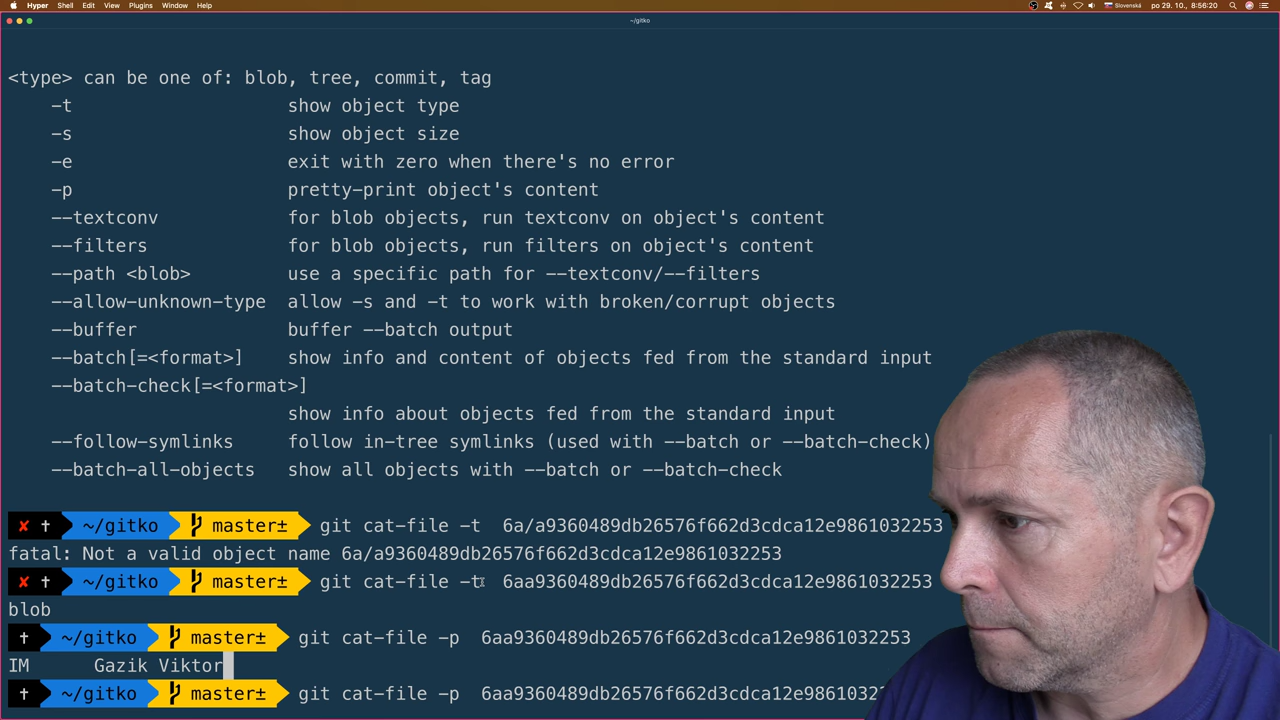 Hyper Shell Edit View Plugins Window Help Slovenská po 29. 10., 8:56:20
~/gitko
<type> can be one of: blob, tree, commit, tag
-t show object type
-s show object size
-e exit with zero when there's no error
-p pretty-print object's content
--textconv for blob objects, run textconv on object's content
--filters for blob objects, run filters on object's content
--path <blob> use a specific path for --textconv/--filters
--allow-unknown-type allow -s and -t to work with broken/corrupt objects
--buffer buffer --batch output
--batch[=<format>] show info and content of objects fed from the standard input
--batch-check[=<format>]
show info about objects fed from the standard input
--follow-symlinks follow in-tree symlinks (used with --batch or --batch-check)
--batch-all-objects show all objects with --batch or --batch-check
✘ ✝ ~/gitko master± git cat-file -t 6a/a9360489db26576f662d3cdca12e9861032253
fatal: Not a valid object name 6a/a9360489db26576f662d3cdca12e9861032253
✘ ✝ ~/gitko master± git cat-file -t 6aa9360489db26576f662d3cdca12e9861032253
blob
✝ ~/gitko master± git cat-file -p 6aa9360489db26576f662d3cdca12e9861032253
IM Gazik Viktor
✝ ~/gitko master± git cat-file -p 6aa9360489db26576f662d3cdca12e98610322